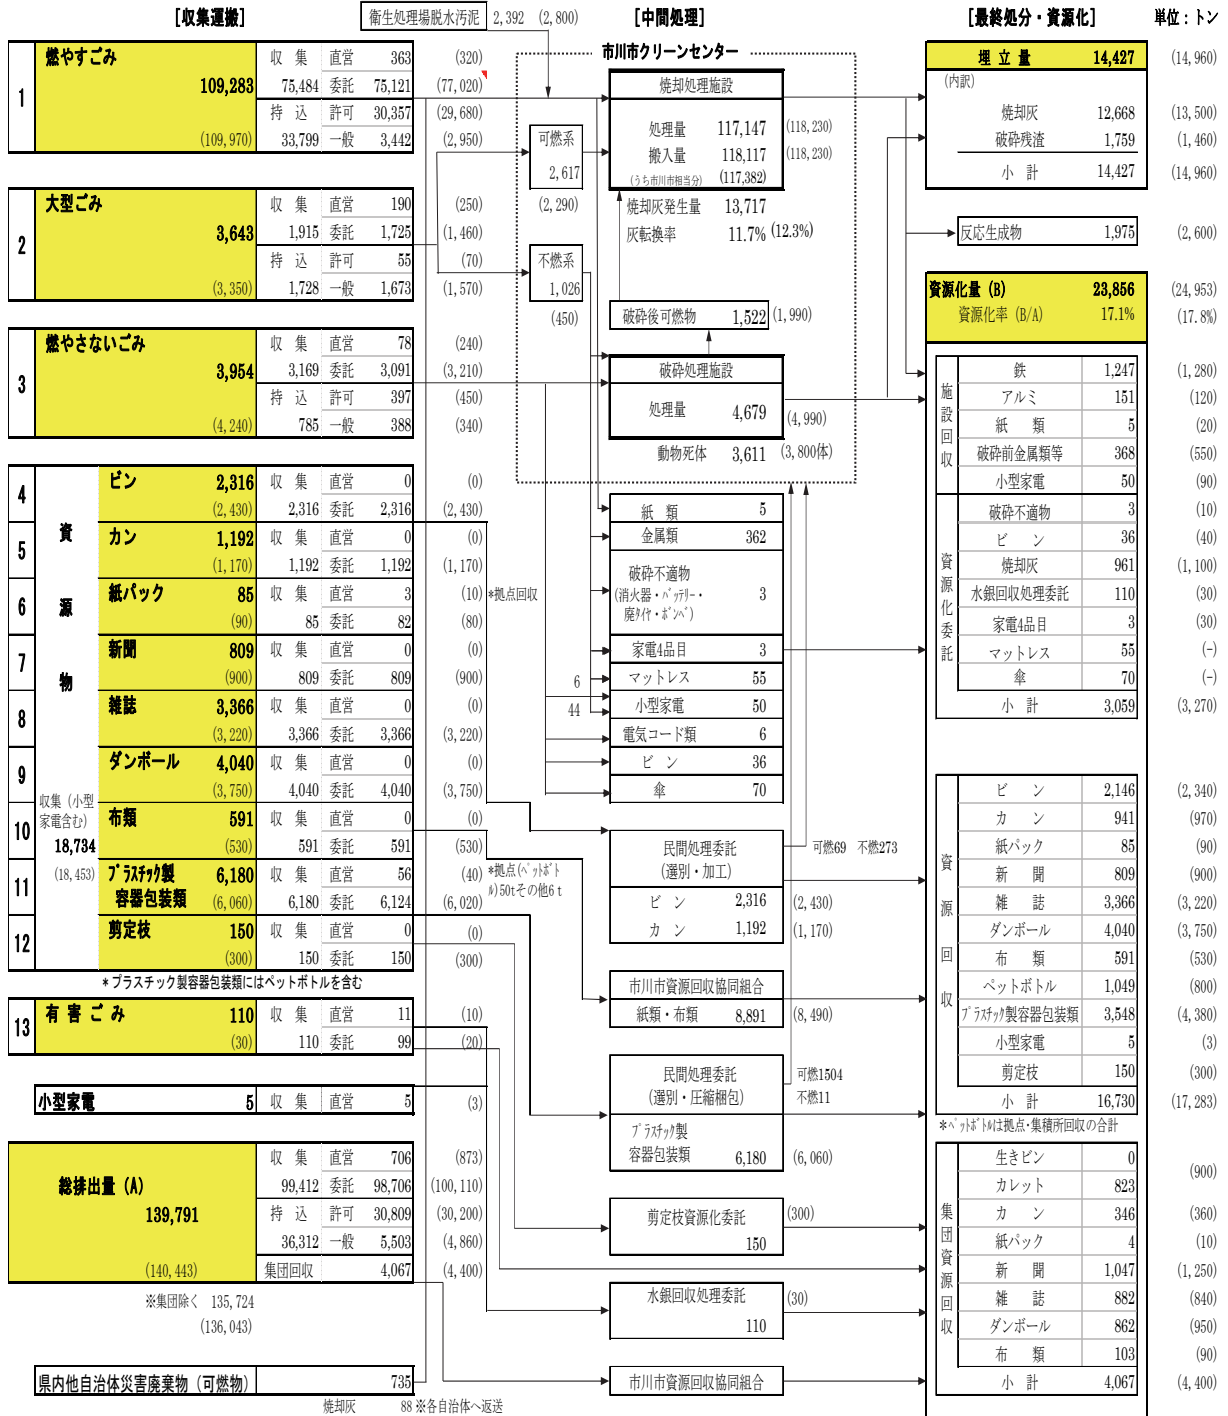 [収集運搬]
衛生処理場脱水汚泥 2,392 (2,800)
[中間処理]
[最終処分・資源化]
単位：トン
1
燃やすごみ
109,283
(109,970)
収 集 直営 363 (320)
75,484 委託 75,121 (77,020)
持 込 許可 30,357 (29,680)
33,799 一般 3,442 (2,950)
2
大型ごみ
3,643
(3,350)
収 集 直営 190 (250)
1,915 委託 1,725 (1,460)
持 込 許可 55 (70)
1,728 一般 1,673 (1,570)
3
燃やさないごみ
3,954
(4,240)
収 集 直営 78 (240)
3,169 委託 3,091 (3,210)
持 込 許可 397 (450)
785 一般 388 (340)
資源物
収集（小型
家電含む）
18,734
(18,453)
4 ビン 2,316 収 集 直営 0 (0)
(2,430) 2,316 委託 2,316 (2,430)
5 カン 1,192 収 集 直営 0 (0)
(1,170) 1,192 委託 1,192 (1,170)
6 紙パック 85 収 集 直営 3 (10) *拠点回収
(90) 85 委託 82 (80)
7 新聞 809 収 集 直営 0 (0)
(900) 809 委託 809 (900)
8 雑誌 3,366 収 集 直営 0 (0)
(3,220) 3,366 委託 3,366 (3,220)
9 ダンボール 4,040 収 集 直営 0 (0)
(3,750) 4,040 委託 4,040 (3,750)
10 布類 591 収 集 直営 0 (0)
(530) 591 委託 591 (530)
11 プラスチック製 6,180 収 集 直営 56 (40)
容器包装類 (6,060) 6,180 委託 6,124 (6,020)
*拠点(ペットボト
ル)50tその他6ｔ
12 剪定枝 150 収 集 直営 0 (0)
(300) 150 委託 150 (300)
＊プラスチック製容器包装類にはペットボトルを含む
13 有害ごみ 110 収 集 直営 11 (10)
(30) 110 委託 99 (20)
小型家電 5 収 集 直営 5 (3)
総排出量（A）
139,791
(140,443)
収 集 直営 706 (873)
99,412 委託 98,706 (100,110)
持 込 許可 30,809 (30,200)
36,312 一般 5,503 (4,860)
集団回収 4,067 (4,400)
※集団除く 135,724
(136,043)
県内他自治体災害廃棄物（可燃物） 735
焼却灰 88 ※各自治体へ返送
市川市クリーンセンター
可燃系
2,617
(2,290)
不燃系
1,026
(450)
焼却処理施設
処理量 117,147 (118,230)
搬入量 118,117 (118,230)
(うち市川市相当分) (117,382)
焼却灰発生量 13,717
灰転換率 11.7% (12.3%)
破砕後可燃物 1,522 (1,990)
破砕処理施設
処理量 4,679 (4,990)
動物死体 3,611 (3,800体)
紙 類 5
金属類 362
破砕不適物
(消火器・バッテリー・
廃タイヤ・ボンベ) 3
家電4品目 3
6 マットレス 55
44 小型家電 50
電気コード類 6
ビ ン 36
傘 70
民間処理委託
(選別・加工)
可燃69 不燃273
ビ ン 2,316 (2,430)
カ ン 1,192 (1,170)
市川市資源回収協同組合
紙類・布類 8,891 (8,490)
民間処理委託
(選別・圧縮梱包)
可燃1504
不燃11
プラスチック製
容器包装類 6,180 (6,060)
剪定枝資源化委託
150 (300)
水銀回収処理委託
110 (30)
市川市資源回収協同組合
埋立量 14,427 (14,960)
(内訳)
焼却灰 12,668 (13,500)
破砕残渣 1,759 (1,460)
小 計 14,427 (14,960)
反応生成物 1,975 (2,600)
資源化量（B） 23,856 (24,953)
資源化率（B/A） 17.1% (17.8%)
施設回収
鉄 1,247 (1,280)
アルミ 151 (120)
紙 類 5 (20)
破砕前金属類等 368 (550)
小型家電 50 (90)
資源化委託
破砕不適物 3 (10)
ビ ン 36 (40)
焼却灰 961 (1,100)
水銀回収処理委託 110 (30)
家電4品目 3 (30)
マットレス 55 (-)
傘 70 (-)
小 計 3,059 (3,270)
資源回収
ビ ン 2,146 (2,340)
カ ン 941 (970)
紙パック 85 (90)
新 聞 809 (900)
雑 誌 3,366 (3,220)
ダンボール 4,040 (3,750)
布 類 591 (530)
ペットボトル 1,049 (800)
プラスチック製容器包装類 3,548 (4,380)
小型家電 5 (3)
剪定枝 150 (300)
小 計 16,730 (17,283)
*ペットボトルは拠点・集積所回収の合計
集団資源回収
生きビン 0
(900)
カレット 823
カ ン 346 (360)
紙パック 4 (10)
新 聞 1,047 (1,250)
雑 誌 882 (840)
ダンボール 862 (950)
布 類 103 (90)
小 計 4,067 (4,400)